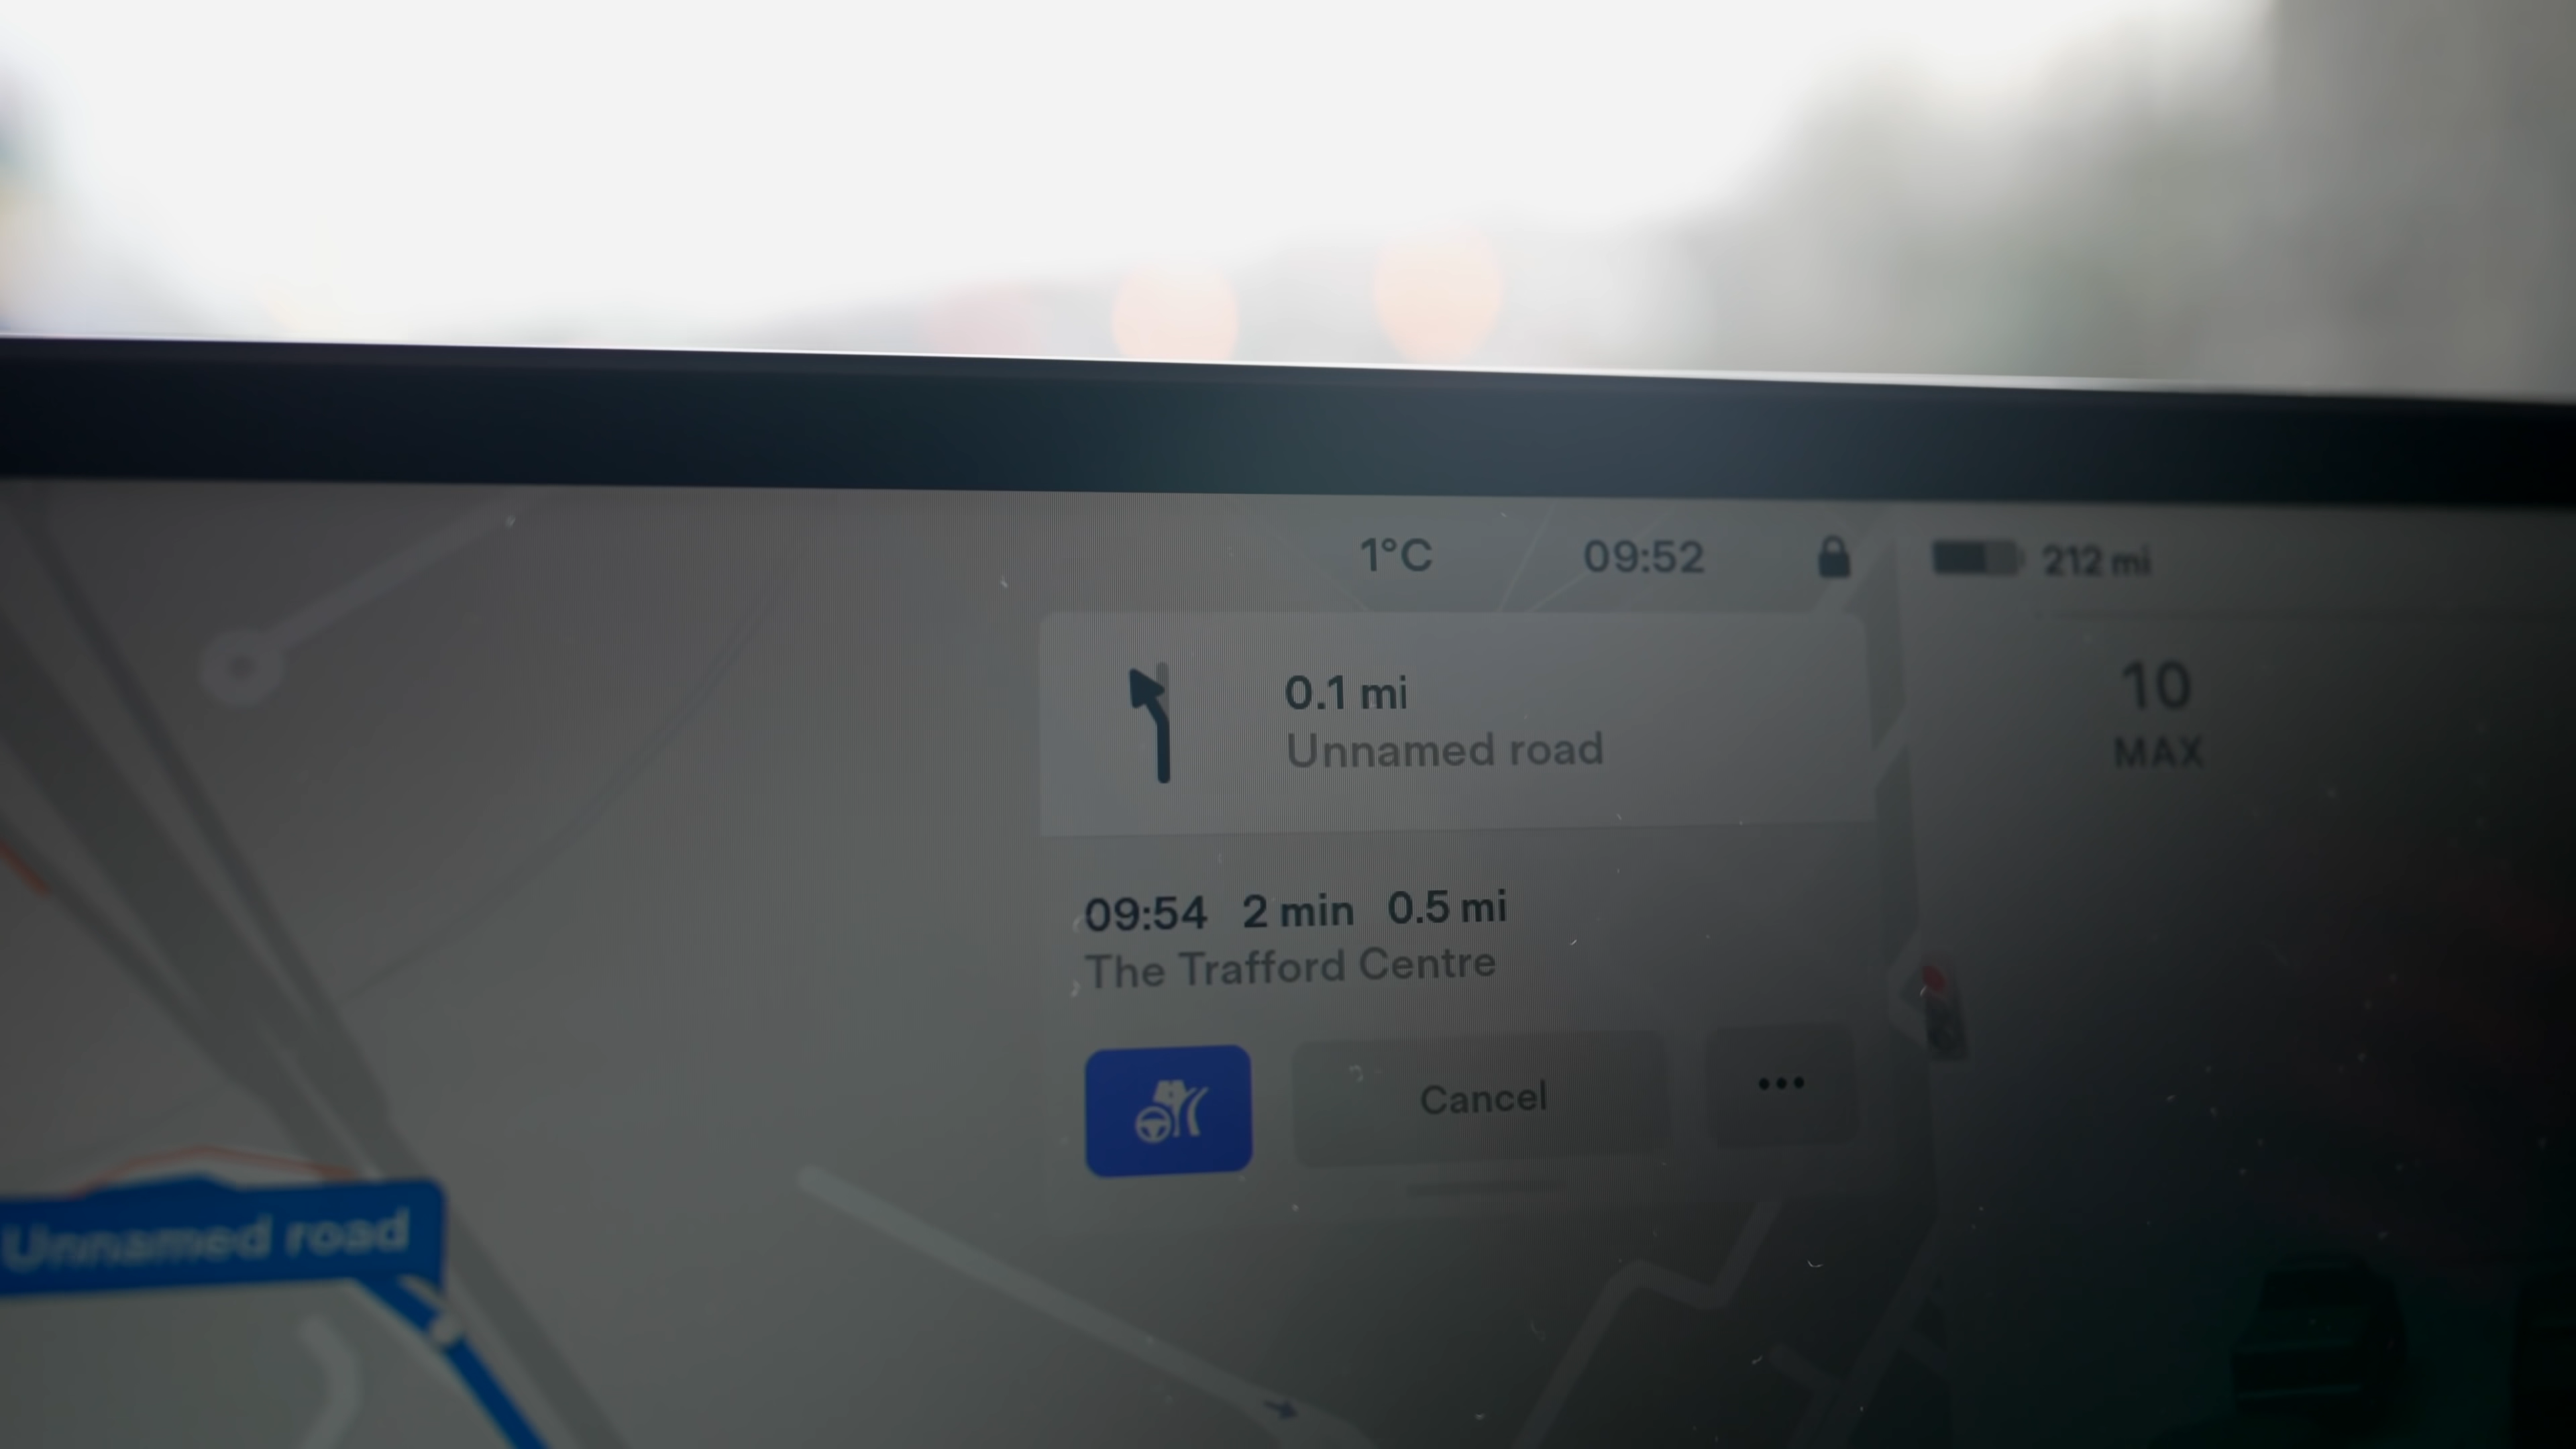 1°C 09:52 212 mi
0.1 mi
Unnamed road
10
MAX
09:54 2 min 0.5 mi
The Trafford Centre
Cancel
Unnamed road